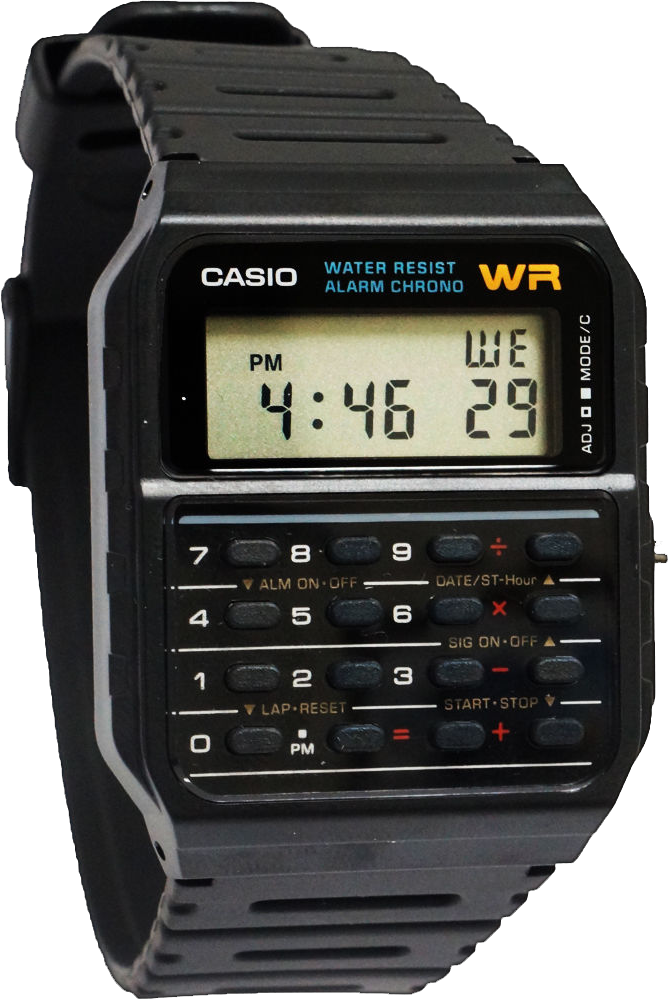 CASIO WATER RESIST WR
ALARM CHRONO
PM WE
4:46 29
ADJ MODE/C
7 8 9 ÷
▼ ALM ON·OFF DATE/ST-Hour ▲
4 5 6 ×
SIG ON·OFF ▲
1 2 3 −
▼ LAP·RESET START·STOP ▼
0 . = +
PM